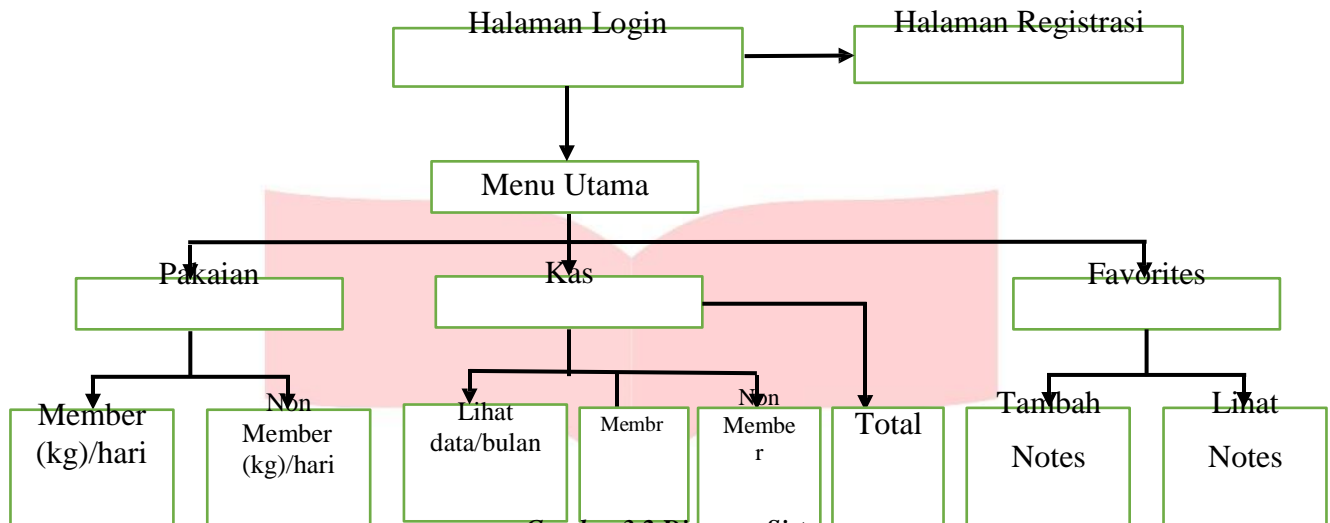 Halaman Login
Halaman Registrasi
Menu Utama
Pakaian
Kas
Favorites
Member
(kg)/hari
Non
Member
(kg)/hari
Lihat
data/bulan
Membr
Non
Membe
r
Total
Tambah
Notes
Lihat
Notes